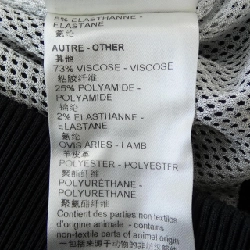 5% ELASTHANNE -
ELASTANE
氨纶
AUTRE - OTHER
其他
73% VISCOSE - VISCOSE
粘胶纤维
25% POLYAMIDE -
POLYAMIDE
锦纶
2% ELASTHANNE -
ELASTANE
氨纶
OVIS ARIES - LAMB
羊皮革
POLYESTER - POLYESTER
聚酯纤维
POLYURÉTHANE -
POLYURETHANE
聚氨酯纤维
Contient des parties non textiles
d'origine animale - contains
non-textile parts of animal origin